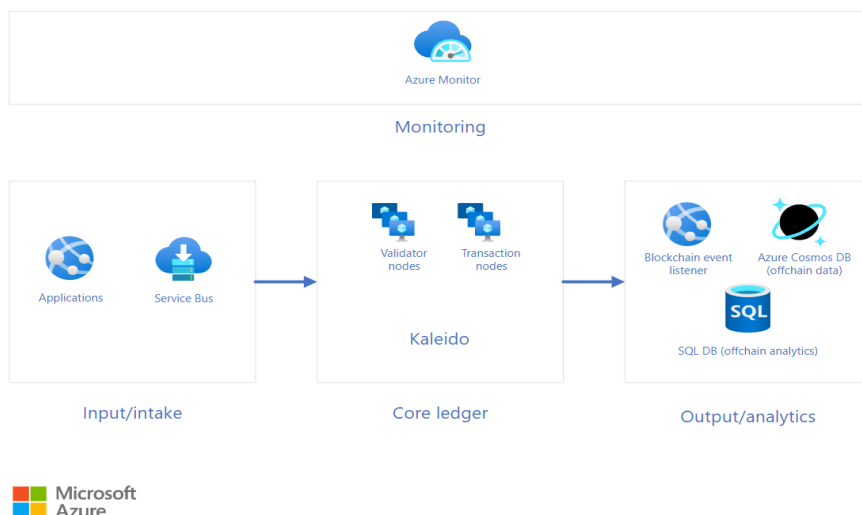 Azure Monitor
Monitoring
Applications
Service Bus
Input/intake
Validator
nodes
Transaction
nodes
Kaleido
Core ledger
Blockchain event
listener
Azure Cosmos DB
(offchain data)
SQL
SQL DB (offchain analytics)
Output/analytics
Microsoft
Azure